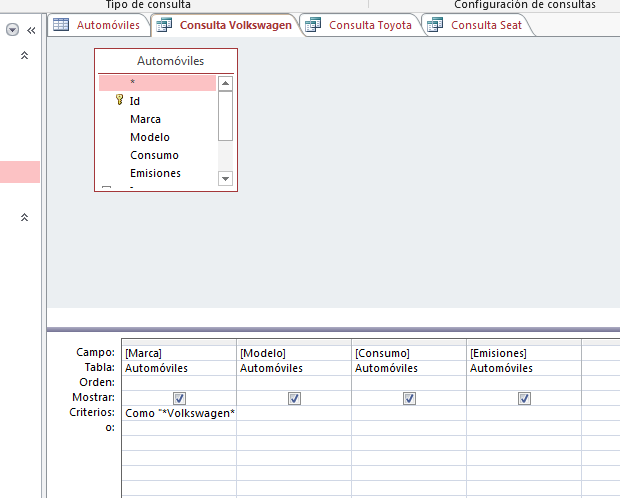 Tipo de consulta Configuración de consultas
Automóviles Consulta Volkswagen Consulta Toyota Consulta Seat
Automóviles
*
Id
Marca
Modelo
Consumo
Emisiones
Campo: [Marca] [Modelo] [Consumo] [Emisiones]
Tabla: Automóviles Automóviles Automóviles Automóviles
Orden:
Mostrar:
Criterios: Como "*Volkswagen*
o: